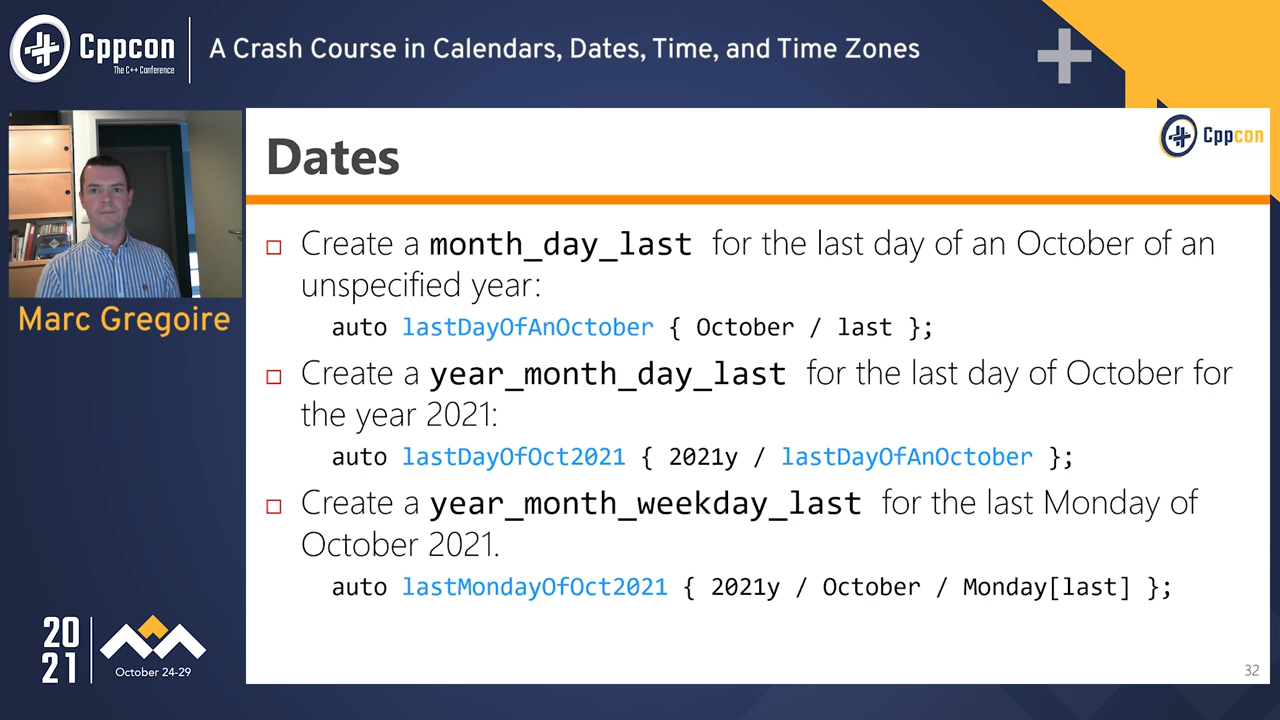 Cppcon
The C++ Conference
A Crash Course in Calendars, Dates, Time, and Time Zones
Cppcon
Marc Gregoire
Dates
Create a month_day_last for the last day of an October of an
unspecified year:
auto lastDayOfAnOctober { October / last };
Create a year_month_day_last for the last day of October for
the year 2021:
auto lastDayOfOct2021 { 2021y / lastDayOfAnOctober };
Create a year_month_weekday_last for the last Monday of
October 2021.
auto lastMondayOfOct2021 { 2021y / October / Monday[last] };
20
21
October 24-29
32